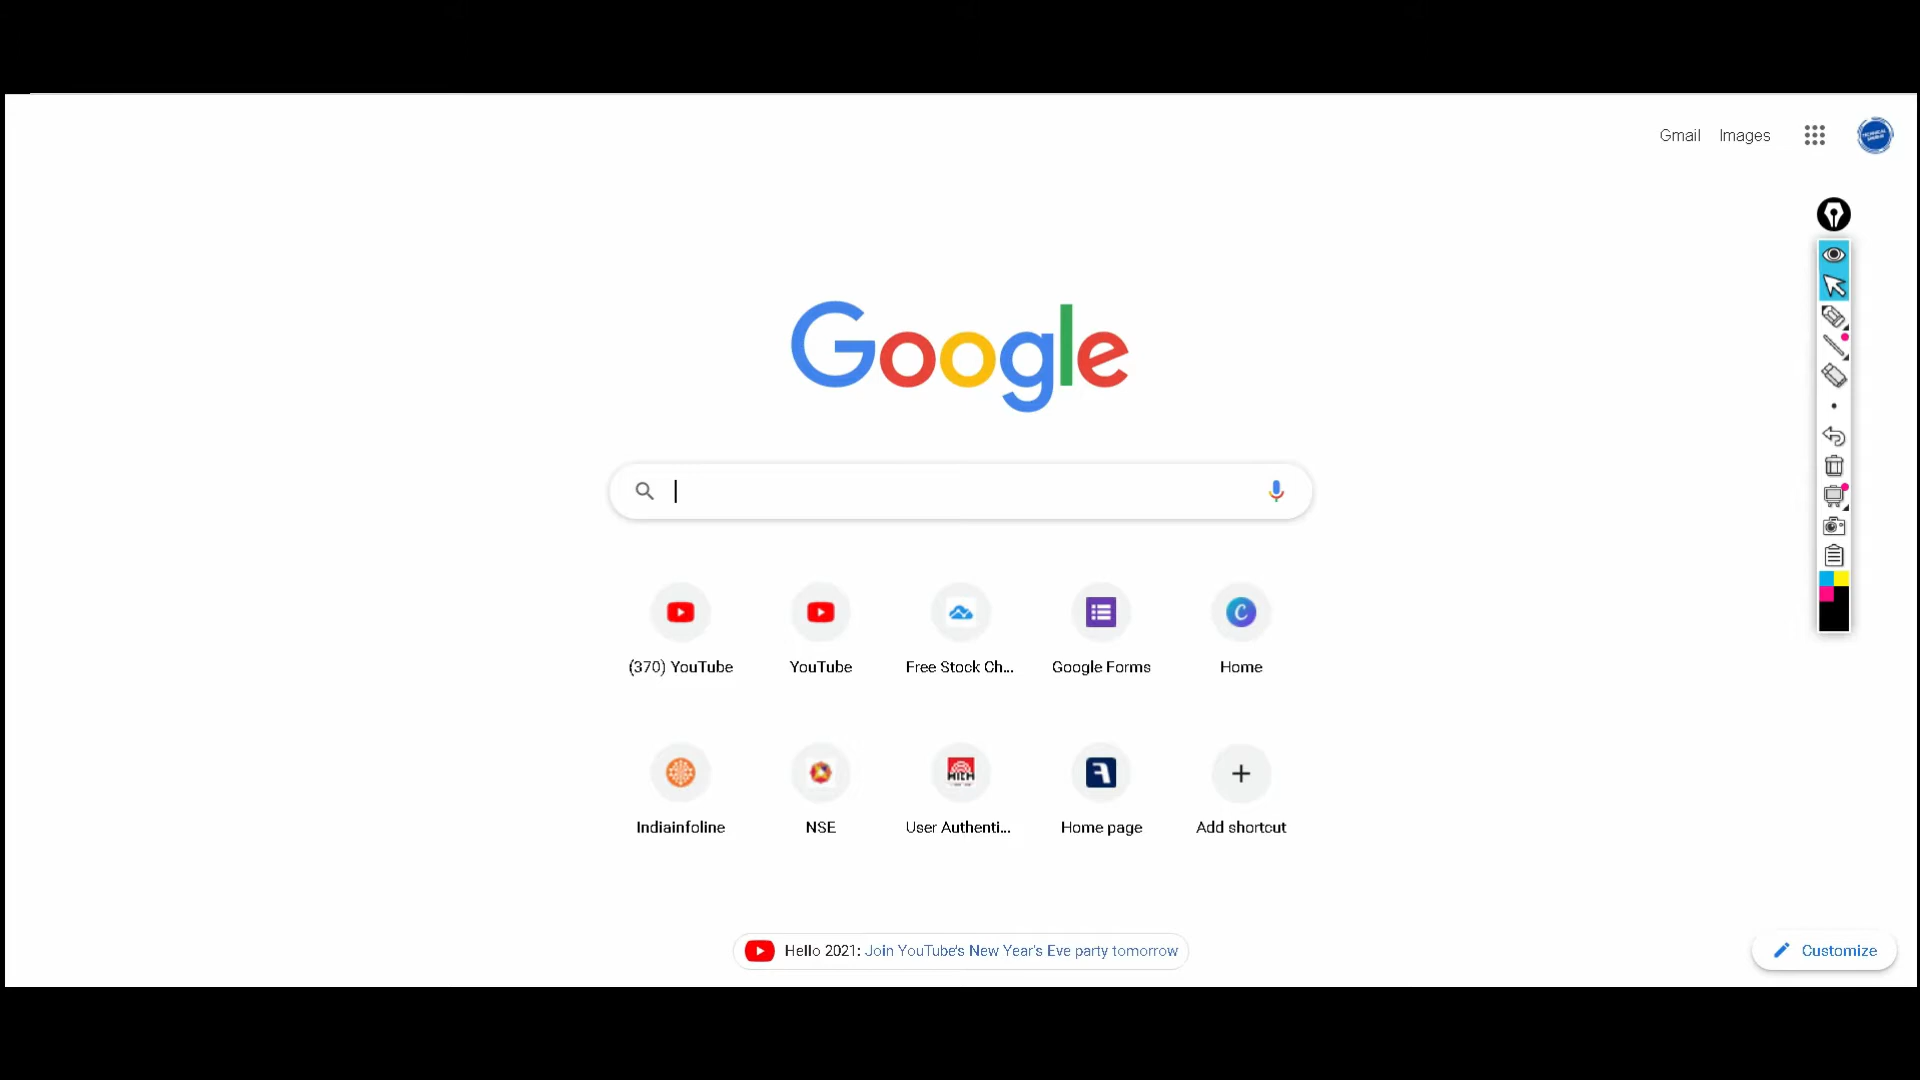 Gmail Images
Google
(370) YouTube
YouTube
Free Stock Ch...
Google Forms
Home
Indiainfoline
NSE
User Authenti...
Home page
Add shortcut
Hello 2021: Join YouTube's New Year's Eve party tomorrow
Customize